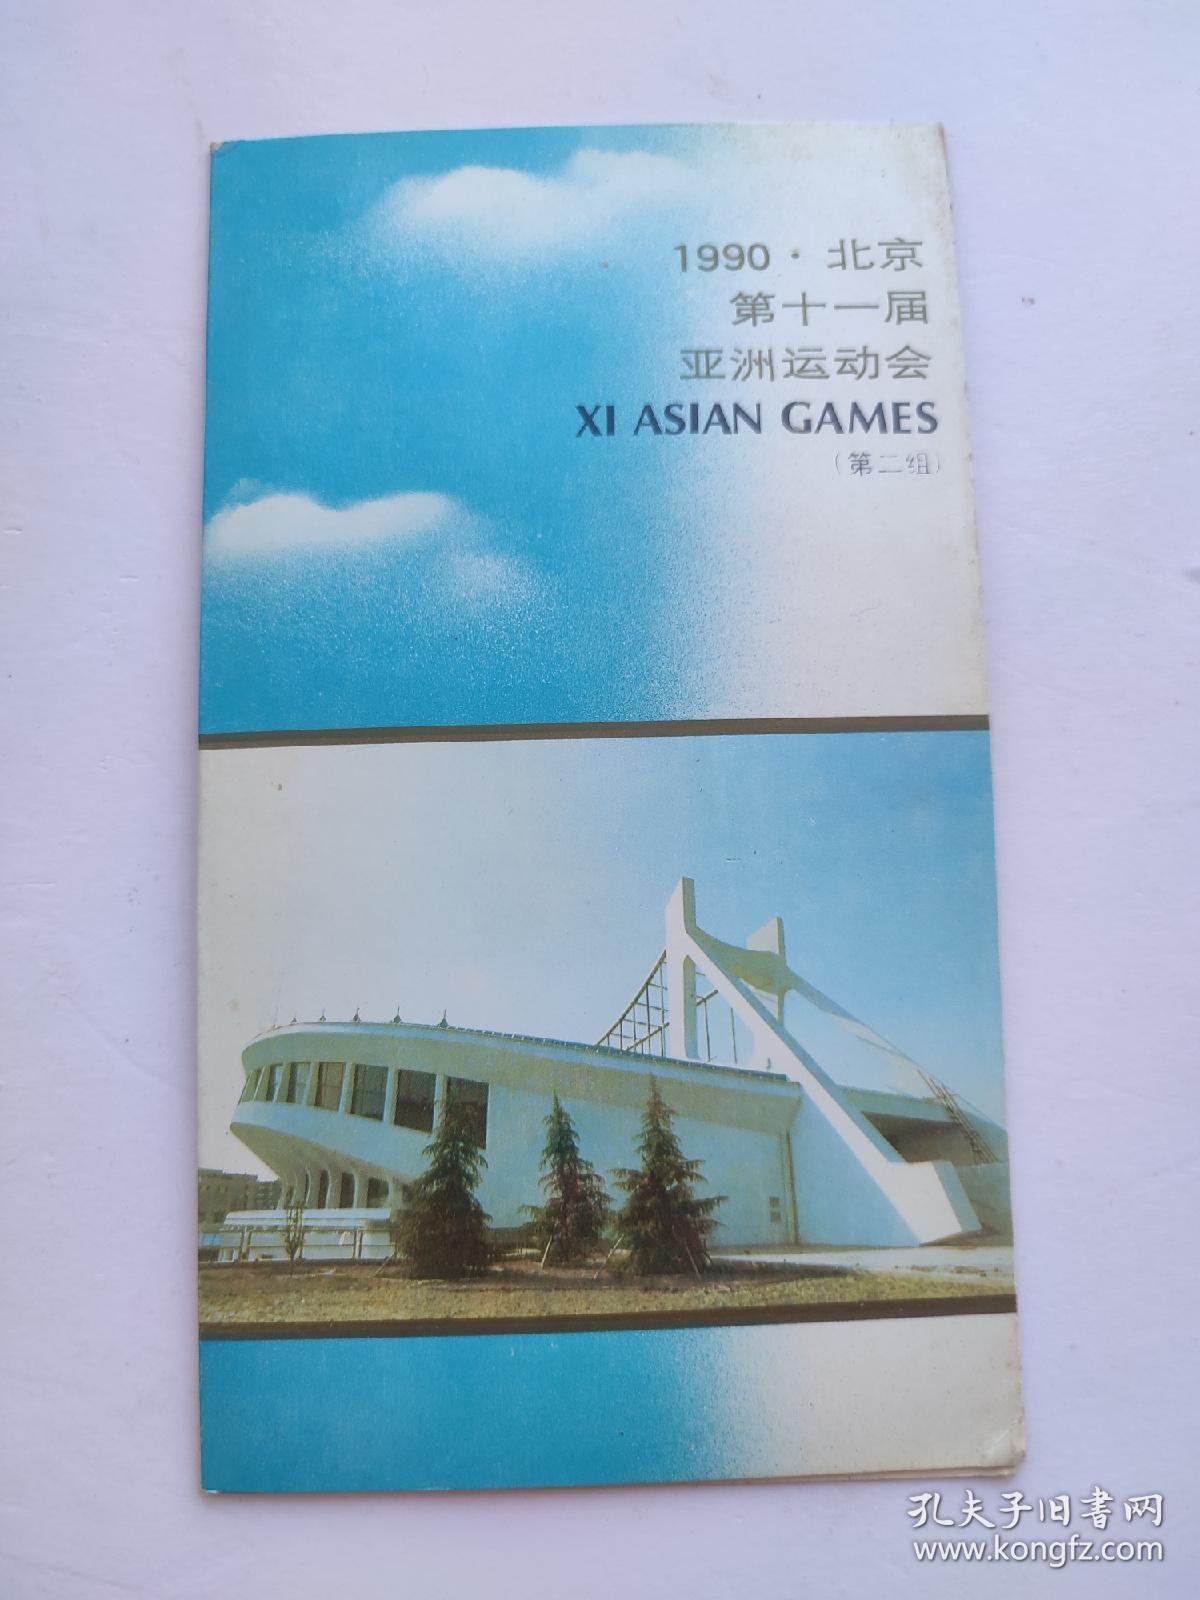 1990·北京
第十一届
亚洲运动会
XI ASIAN GAMES
(第二组)
孔夫子旧书网
www.kongfz.com